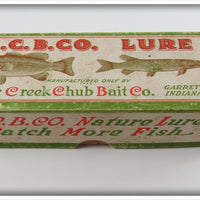 .C.B.CO. LURE
MANUFACTURED ONLY BY
Creek Chub Bait Co.
GARRETT
INDIANA
.C.B.CO. Nature Lure
Catch More Fish